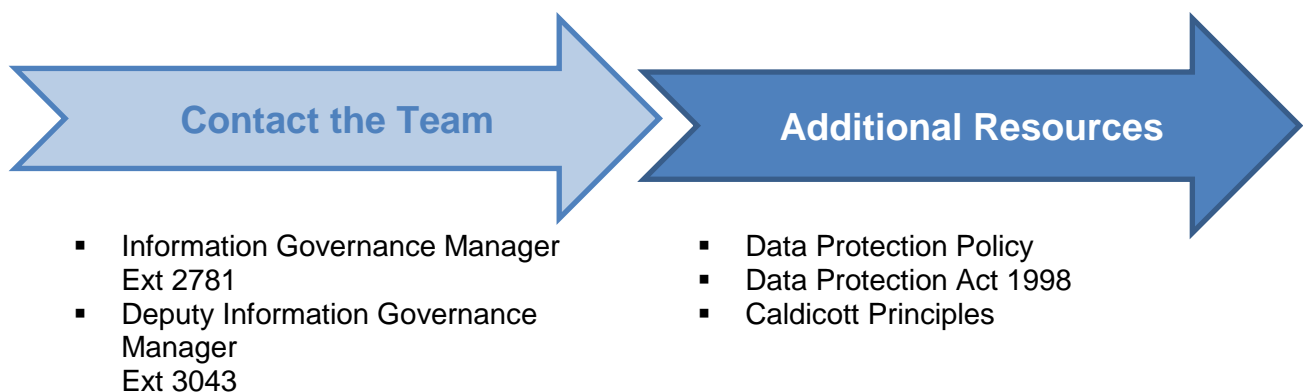 Contact the Team
Additional Resources
▪ Information Governance Manager
Ext 2781
▪ Deputy Information Governance
Manager
Ext 3043
▪ Data Protection Policy
▪ Data Protection Act 1998
▪ Caldicott Principles